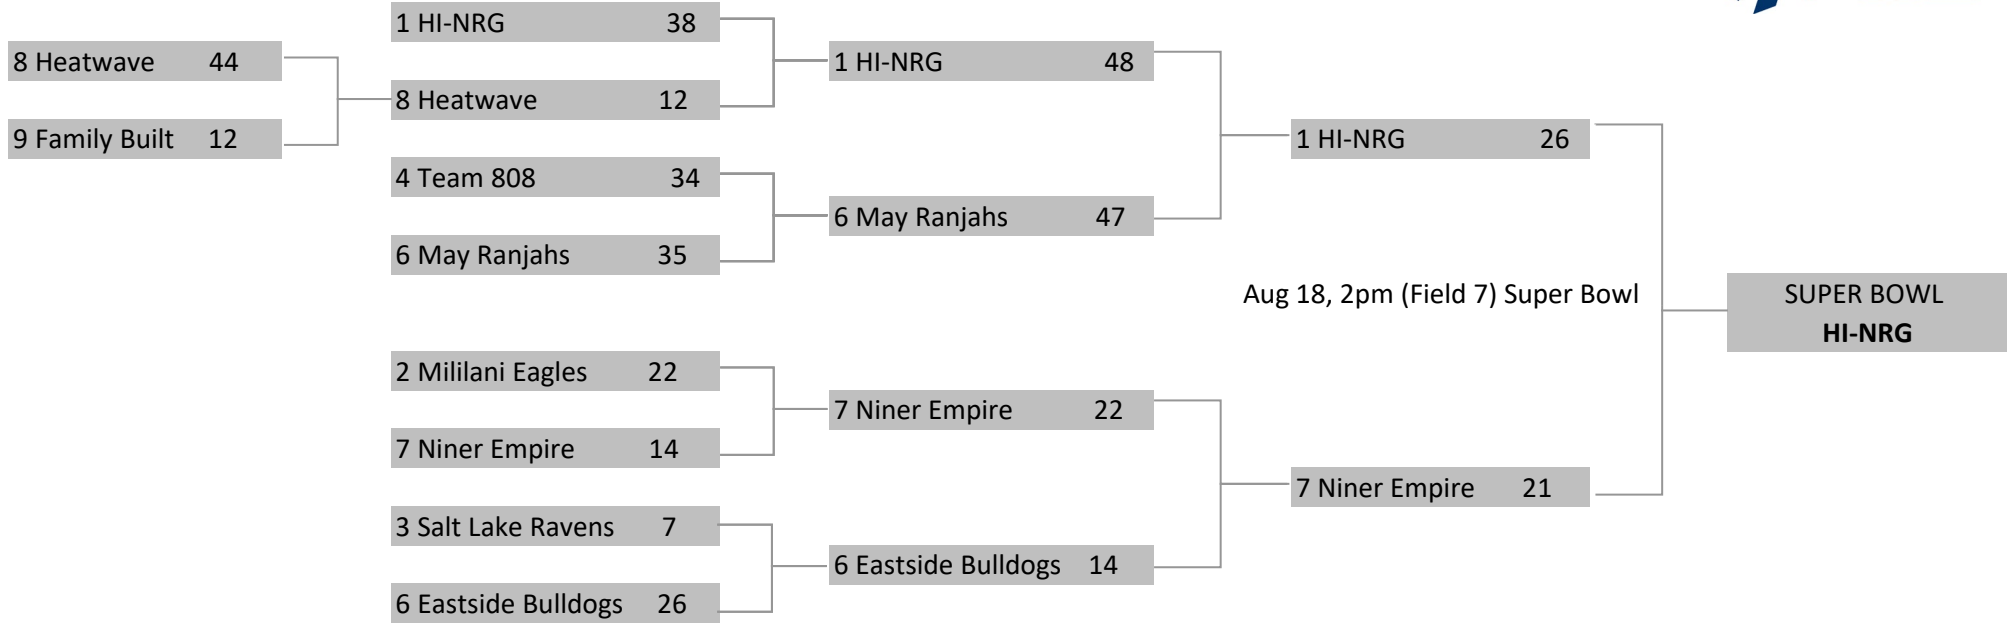 8 Heatwave 44
9 Family Built 12
1 HI-NRG 38
8 Heatwave 12
4 Team 808 34
6 May Ranjahs 35
2 Mililani Eagles 22
7 Niner Empire 14
3 Salt Lake Ravens 7
6 Eastside Bulldogs 26
1 HI-NRG 48
6 May Ranjahs 47
7 Niner Empire 22
6 Eastside Bulldogs 14
1 HI-NRG 26
Aug 18, 2pm (Field 7) Super Bowl
7 Niner Empire 21
SUPER BOWL
HI-NRG